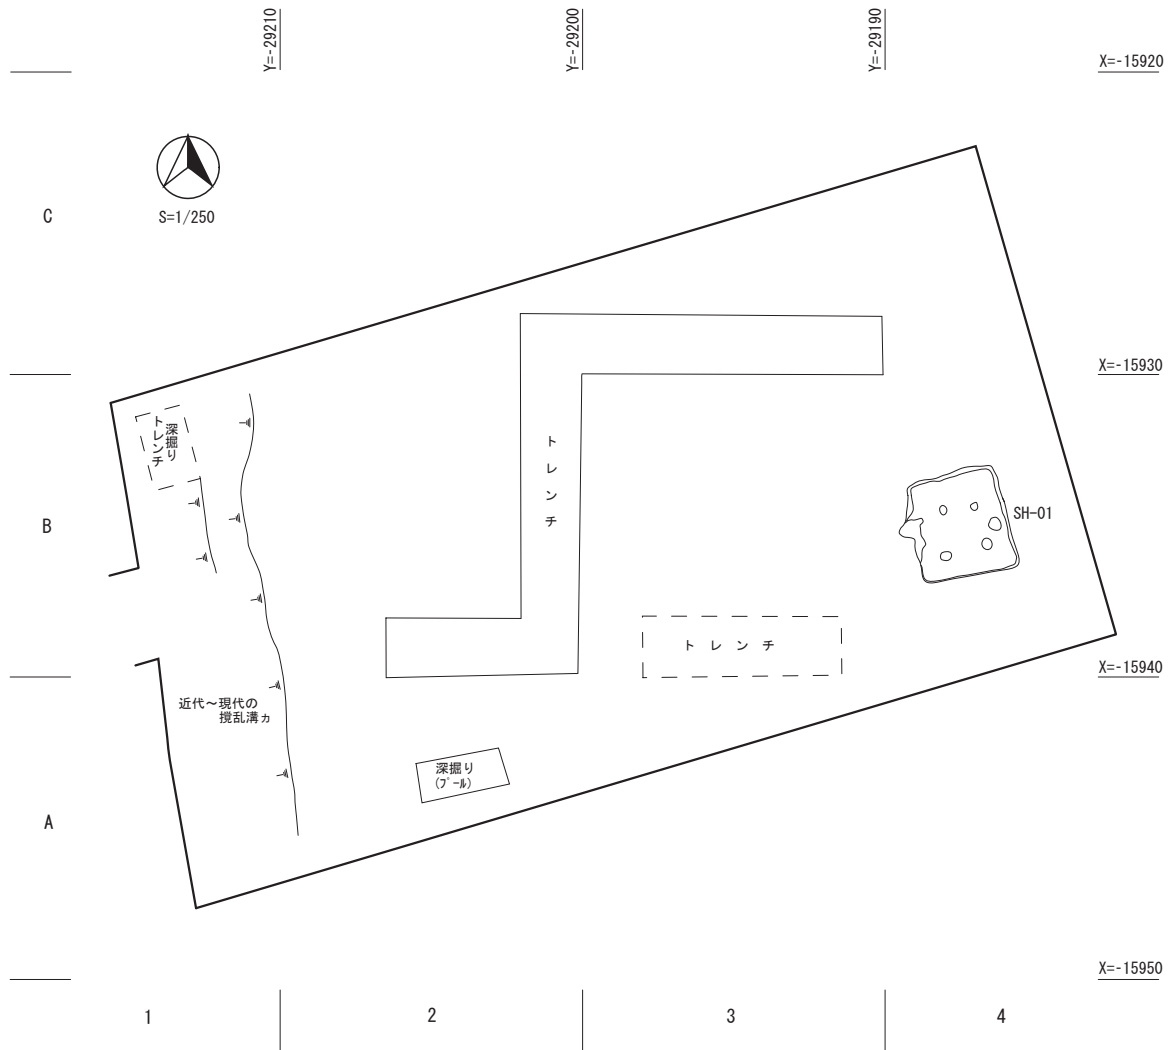 Y=-29210
Y=-29200
Y=-29190
X=-15920
C
S=1/250
X=-15930
深掘り
トレンチ
トレンチ
B
SH-01
トレンチ
X=-15940
近代～現代の
撹乱溝ヵ
深掘り
(ﾌﾟｰﾙ)
A
X=-15950
1
2
3
4